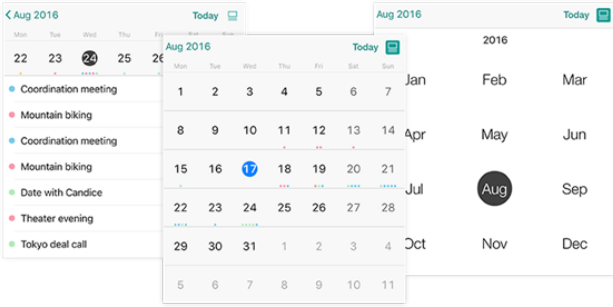 Aug 2016 Today
Mon Tue Wed Thu Fri Sat
22 23 24 25 26
Coordination meeting
Mountain biking
Coordination meeting
Mountain biking
Date with Candice
Theater evening
Tokyo deal call
Aug 2016 Today
Mon Tue Wed Thu Fri Sat Sun
1 2 3 4 5 6 7
8 9 10 11 12 13 14
15 16 17 18 19 20 21
22 23 24 25 26 27 28
29 30 31 1 2 3 4
5 6 7 8 9 10 11
Aug 2016 Today
2016
Jan Feb Mar
Apr May Jun
Jul Aug Sep
Oct Nov Dec